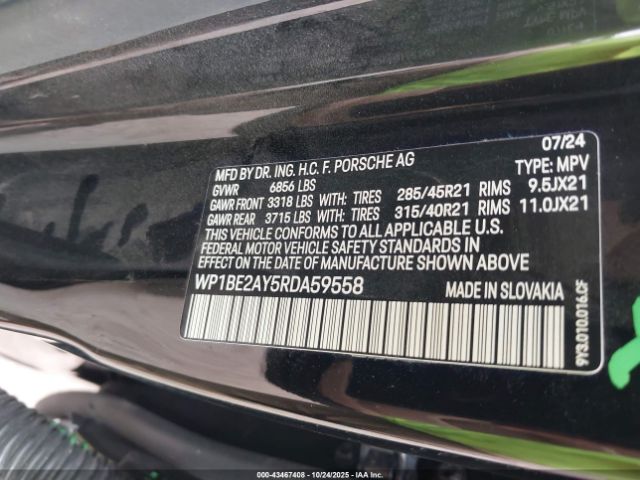 07/24
MFD BY DR. ING. H.C. F. PORSCHE AG
TYPE: MPV
GVWR 6856 LBS
GAWR FRONT 3318 LBS WITH: TIRES 285/45R21 RIMS 9.5JX21
GAWR REAR 3715 LBS WITH: TIRES 315/40R21 RIMS 11.0JX21
THIS VEHICLE CONFORMS TO ALL APPLICABLE U.S.
FEDERAL MOTOR VEHICLE SAFETY STANDARDS IN EFFECT
ON THE DATE OF MANUFACTURE SHOWN ABOVE
WP1BE2AY5RDA59558 MADE IN SLOVAKIA
9Y3.010.016.CF
000-43467408 - 10/24/2025 - IAAI.com